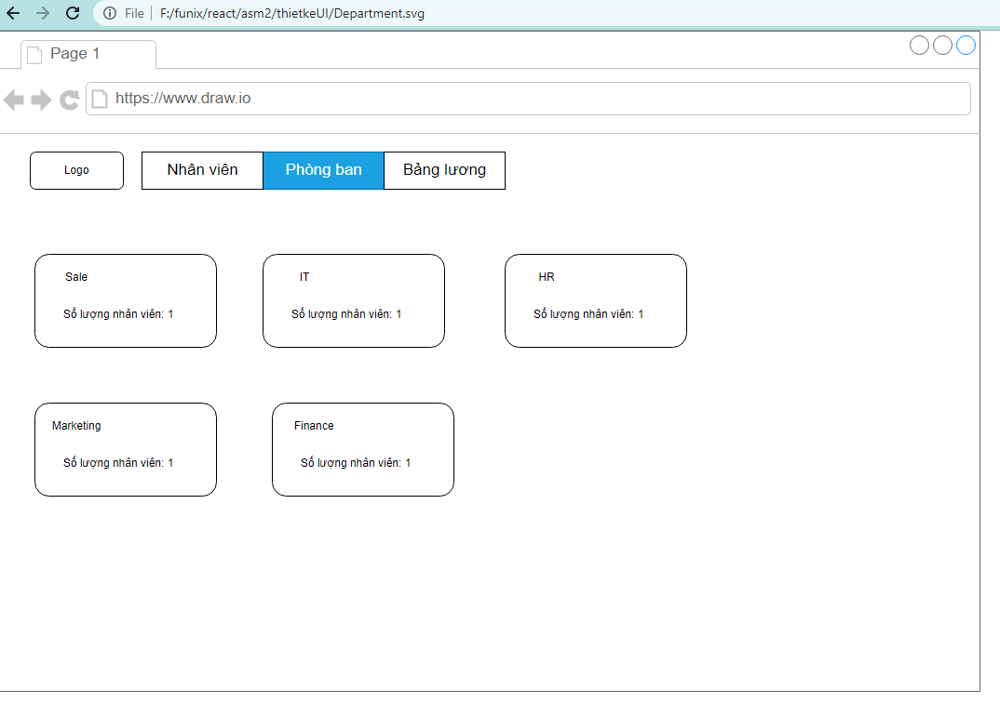 File F:/funix/react/asm2/thietkeUI/Department.svg
Page 1
https://www.draw.io
Logo Nhân viên Phòng ban Bảng lương
Sale IT HR
Số lượng nhân viên: 1 Số lượng nhân viên: 1 Số lượng nhân viên: 1
Marketing Finance
Số lượng nhân viên: 1 Số lượng nhân viên: 1